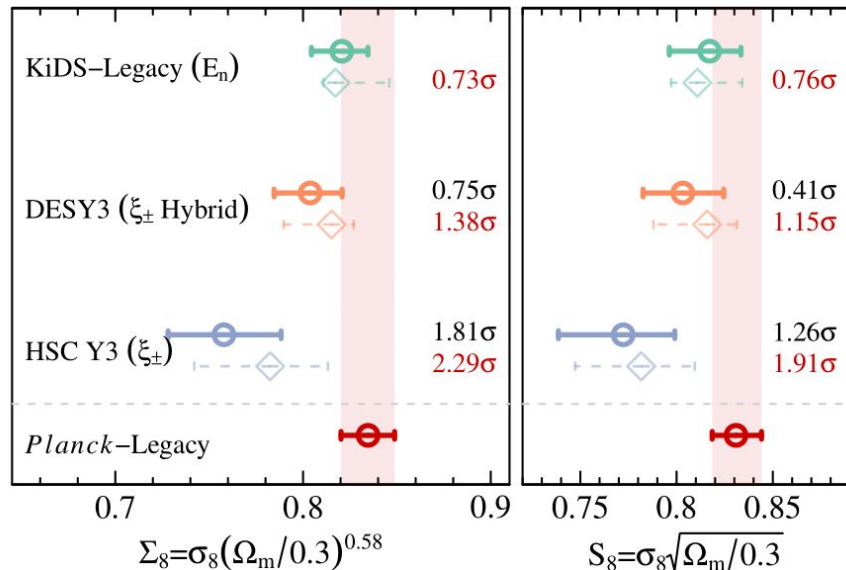 KiDS–Legacy (Eₙ)
0.73σ
0.76σ
DESY3 (ξ± Hybrid)
0.75σ
1.38σ
0.41σ
1.15σ
HSC Y3 (ξ±)
1.81σ
2.29σ
1.26σ
1.91σ
Planck–Legacy
0.7 0.8 0.9
0.75 0.8 0.85
Σ₈=σ₈(Ωₘ/0.3)^0.58
S₈=σ₈√(Ωₘ/0.3)